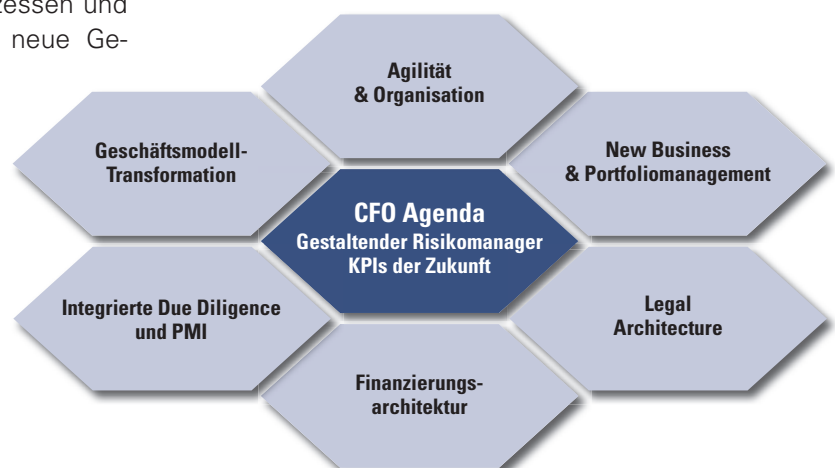 zessen und
neue Ge-
Agilität
& Organisation
Geschäftsmodell-
Transformation
New Business
& Portfoliomanagement
CFO Agenda
Gestaltender Risikomanager
KPIs der Zukunft
Integrierte Due Diligence
und PMI
Legal
Architecture
Finanzierungs-
architektur